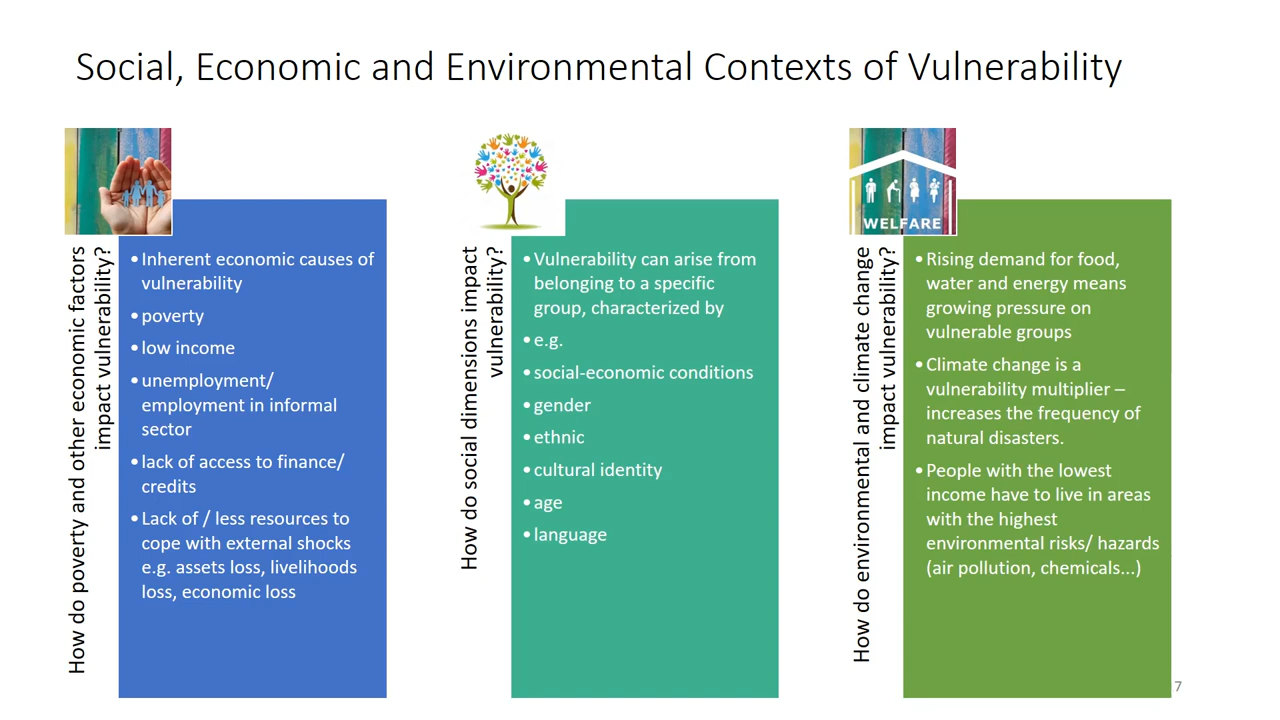 Social, Economic and Environmental Contexts of Vulnerability
How do poverty and other economic factors
impact vulnerability?
•Inherent economic causes of
vulnerability
•poverty
•low income
•unemployment/
employment in informal
sector
•lack of access to finance/
credits
•Lack of / less resources to
cope with external shocks
e.g. assets loss, livelihoods
loss, economic loss
How do social dimensions impact
vulnerability?
•Vulnerability can arise from
belonging to a specific
group, characterized by
•e.g.
•social-economic conditions
•gender
•ethnic
•cultural identity
•age
•language
WELFARE
How do environmental and climate change
impact vulnerability?
•Rising demand for food,
water and energy means
growing pressure on
vulnerable groups
•Climate change is a
vulnerability multiplier –
increases the frequency of
natural disasters.
•People with the lowest
income have to live in areas
with the highest
environmental risks/ hazards
(air pollution, chemicals...)
7